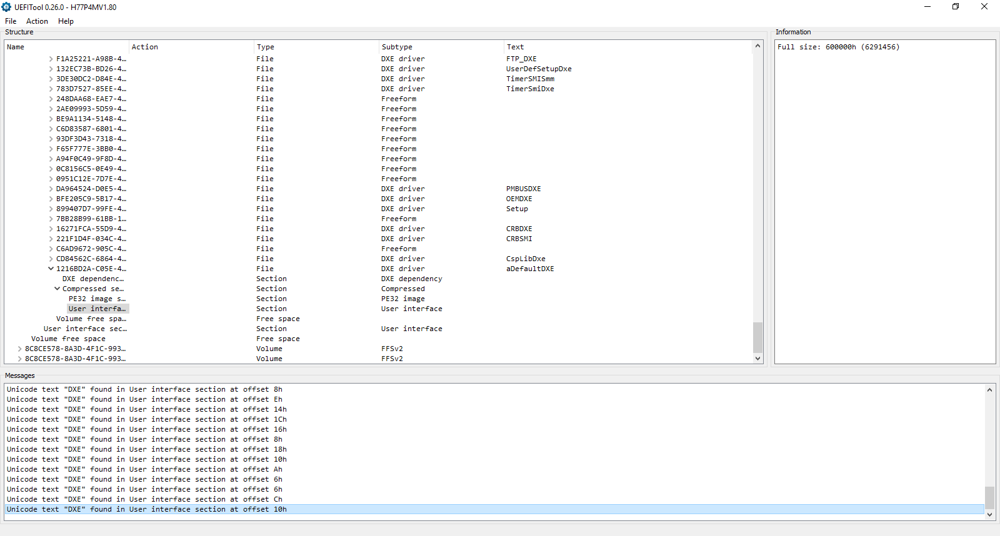 UEFITool 0.26.0 - H77P4MV1.80
File Action Help
Structure
Information
Name Action Type Subtype Text
Full size: 600000h (6291456)
F1A25221-A98B-4… File DXE driver FTP_DXE
132EC73B-BD26-4… File DXE driver UserDefSetupDxe
3DE30DC2-D84E-4… File DXE driver TimerSMISmm
783D7527-85EE-4… File DXE driver TimerSmiDxe
248DAA68-EAE7-4… File Freeform
2AE09993-5D59-4… File Freeform
BE9A1134-5148-4… File Freeform
C6D83587-6801-4… File Freeform
93DF3D43-7318-4… File Freeform
F65F777E-3BB0-4… File Freeform
A94F0C49-9F8D-4… File Freeform
0C8156C5-0E49-4… File Freeform
0951C12E-7D7E-4… File Freeform
DA964524-D0E5-4… File DXE driver PMBUSDXE
BFE205C9-5B17-4… File DXE driver OEMDXE
899407D7-99FE-4… File DXE driver Setup
7BB28B99-61BB-1… File Freeform
16271FCA-55D9-4… File DXE driver CRBDXE
221F1D4F-034C-4… File DXE driver CRBSMI
C6AD9672-905C-4… File Freeform
CD84562C-6864-4… File DXE driver CspLibDxe
1216BD2A-C05E-4… File DXE driver aDefaultDXE
DXE dependenc… Section DXE dependency
Compressed se… Section Compressed
PE32 image s… Section PE32 image
User interfa… Section User interface
Volume free spa… Free space
User interface sec… Section User interface
Volume free space Free space
8C8CE578-8A3D-4F1C-993… Volume FFSv2
8C8CE578-8A3D-4F1C-993… Volume FFSv2
Messages
Unicode text "DXE" found in User interface section at offset 8h
Unicode text "DXE" found in User interface section at offset Eh
Unicode text "DXE" found in User interface section at offset 14h
Unicode text "DXE" found in User interface section at offset 1Ch
Unicode text "DXE" found in User interface section at offset 16h
Unicode text "DXE" found in User interface section at offset 8h
Unicode text "DXE" found in User interface section at offset 18h
Unicode text "DXE" found in User interface section at offset 10h
Unicode text "DXE" found in User interface section at offset Ah
Unicode text "DXE" found in User interface section at offset 6h
Unicode text "DXE" found in User interface section at offset 6h
Unicode text "DXE" found in User interface section at offset Ch
Unicode text "DXE" found in User interface section at offset 10h